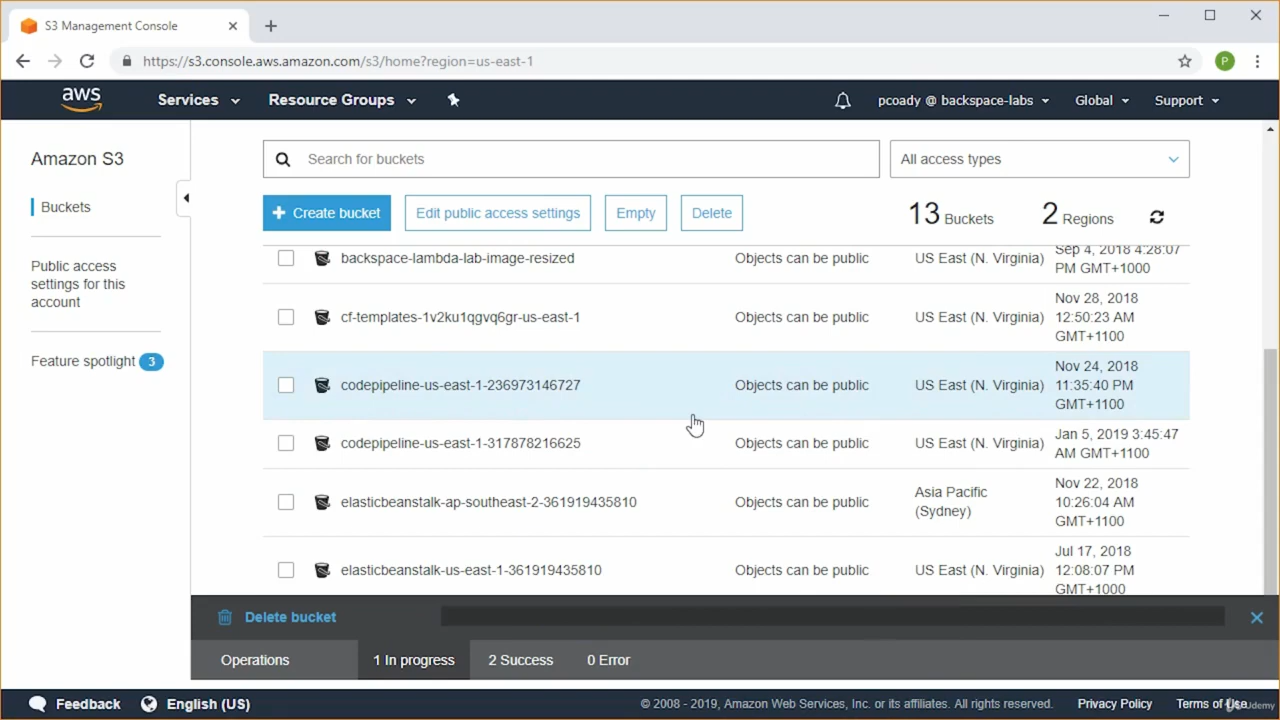 S3 Management Console
https://s3.console.aws.amazon.com/s3/home?region=us-east-1
P
aws
Services
Resource Groups
pcoady @ backspace-labs
Global
Support
Amazon S3
Buckets
Public access
settings for this
account
Feature spotlight 3
Search for buckets
All access types
Create bucket
Edit public access settings
Empty
Delete
13 Buckets
2 Regions
backspace-lambda-lab-image-resized Objects can be public US East (N. Virginia) Sep 4, 2018 4:28:07
PM GMT+1000
cf-templates-1v2ku1qgvq6gr-us-east-1 Objects can be public US East (N. Virginia) Nov 28, 2018
12:50:23 AM
GMT+1100
codepipeline-us-east-1-236973146727 Objects can be public US East (N. Virginia) Nov 24, 2018
11:35:40 PM
GMT+1100
codepipeline-us-east-1-317878216625 Objects can be public US East (N. Virginia) Jan 5, 2019 3:45:47
AM GMT+1100
elasticbeanstalk-ap-southeast-2-361919435810 Objects can be public Asia Pacific
(Sydney)
Nov 22, 2018
10:26:04 AM
GMT+1100
elasticbeanstalk-us-east-1-361919435810 Objects can be public US East (N. Virginia) Jul 17, 2018
12:08:07 PM
GMT+1000
Delete bucket
Operations
1 In progress
2 Success
0 Error
Feedback
English (US)
© 2008 - 2019, Amazon Web Services, Inc. or its affiliates. All rights reserved.
Privacy Policy
Terms of Use
Udemy